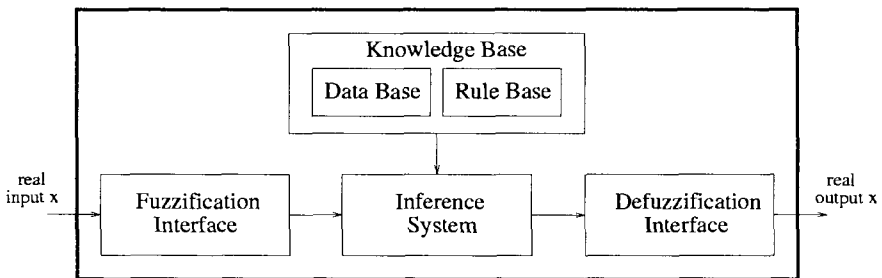 Knowledge Base
Data Base
Rule Base
real
input x
Fuzzification
Interface
Inference
System
Defuzzification
Interface
real
output x